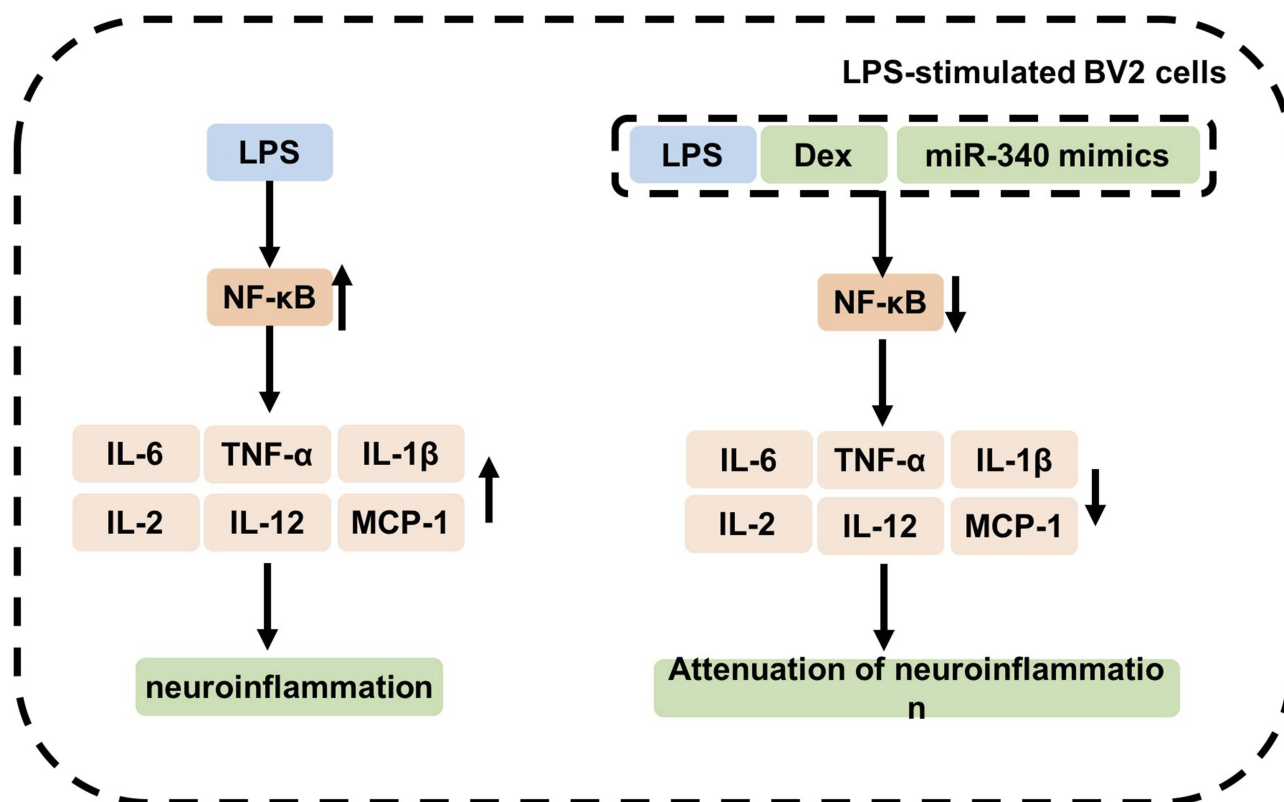 LPS-stimulated BV2 cells
LPS
NF-κB
IL-6 TNF-α IL-1β
IL-2 IL-12 MCP-1
neuroinflammation
LPS Dex miR-340 mimics
NF-κB
IL-6 TNF-α IL-1β
IL-2 IL-12 MCP-1
Attenuation of neuroinflammatio
n